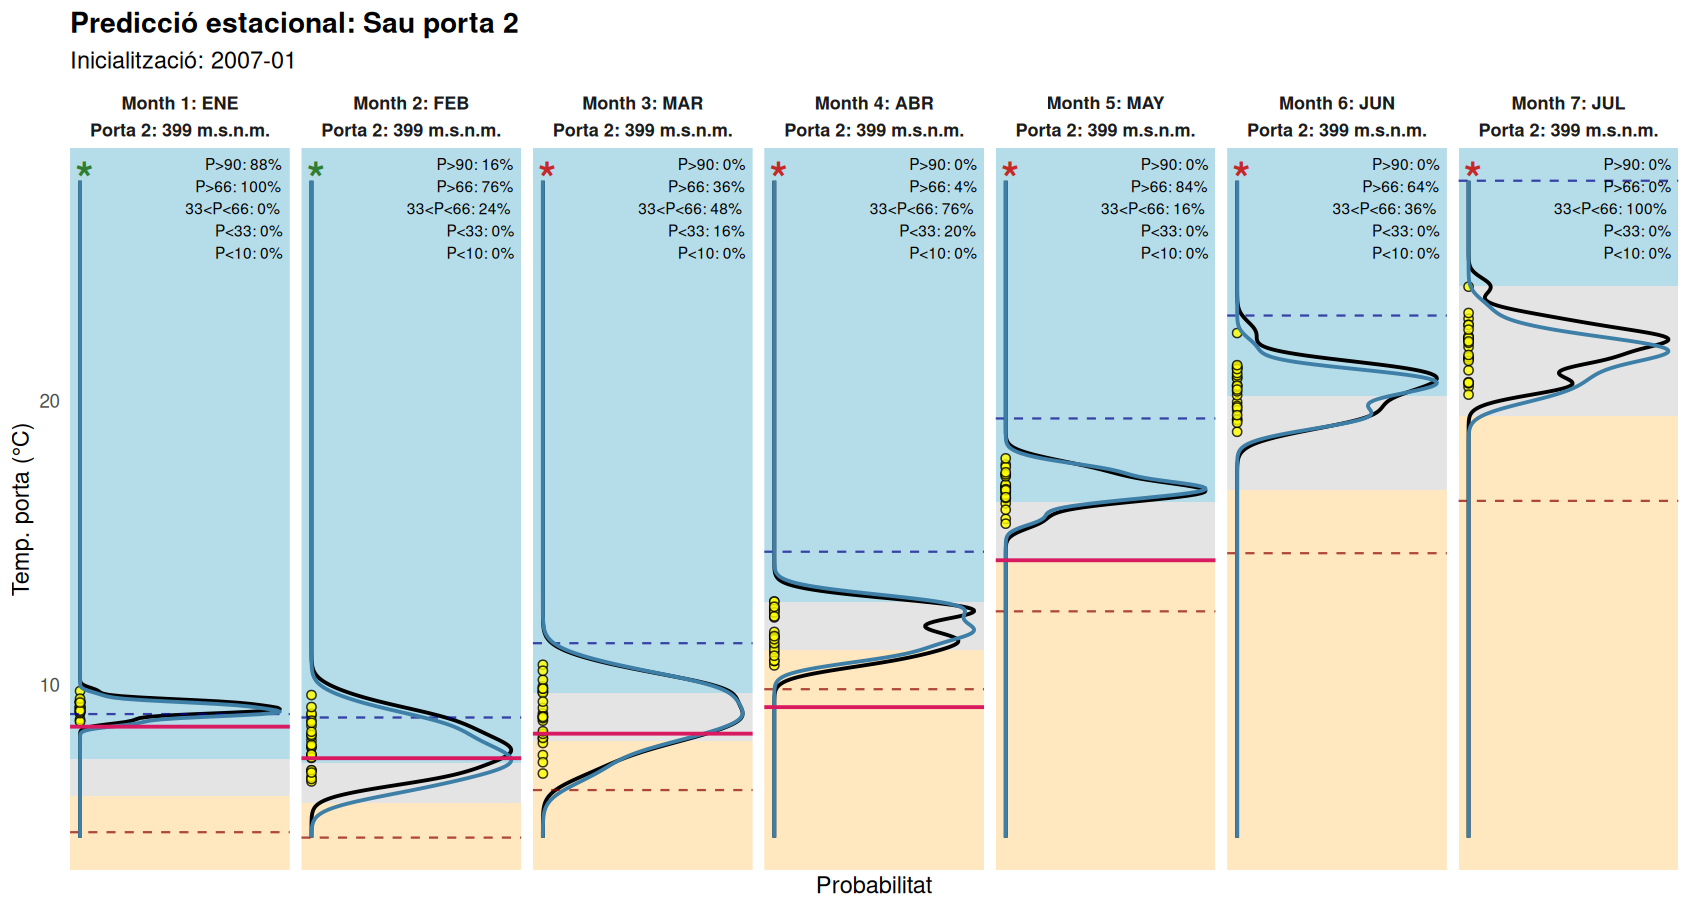 Predicció estacional: Sau porta 2
Inicialització: 2007-01
Month 1: ENE
Porta 2: 399 m.s.n.m.
Month 2: FEB
Porta 2: 399 m.s.n.m.
Month 3: MAR
Porta 2: 399 m.s.n.m.
Month 4: ABR
Porta 2: 399 m.s.n.m.
Month 5: MAY
Porta 2: 399 m.s.n.m.
Month 6: JUN
Porta 2: 399 m.s.n.m.
Month 7: JUL
Porta 2: 399 m.s.n.m.
*
P>90: 88%
P>66: 100%
33<P<66: 0%
P<33: 0%
P<10: 0%
*
P>90: 16%
P>66: 76%
33<P<66: 24%
P<33: 0%
P<10: 0%
*
P>90: 0%
P>66: 36%
33<P<66: 48%
P<33: 16%
P<10: 0%
*
P>90: 0%
P>66: 4%
33<P<66: 76%
P<33: 20%
P<10: 0%
*
P>90: 0%
P>66: 84%
33<P<66: 16%
P<33: 0%
P<10: 0%
*
P>90: 0%
P>66: 64%
33<P<66: 36%
P<33: 0%
P<10: 0%
*
P>90: 0%
P>66: 0%
33<P<66: 100%
P<33: 0%
P<10: 0%
20
10
Temp. porta (°C)
Probabilitat